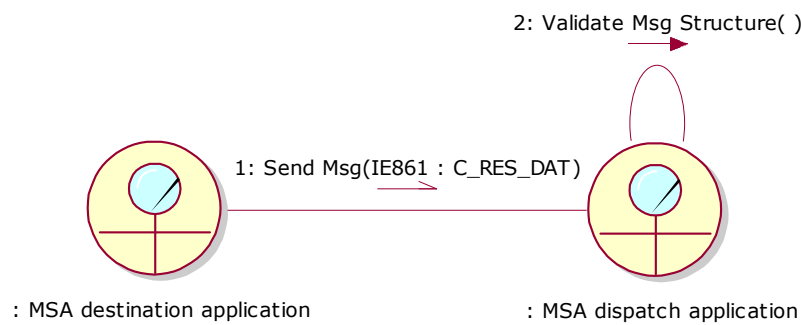 2: Validate Msg Structure( )
1: Send Msg(IE861 : C_RES_DAT)
: MSA destination application
: MSA dispatch application